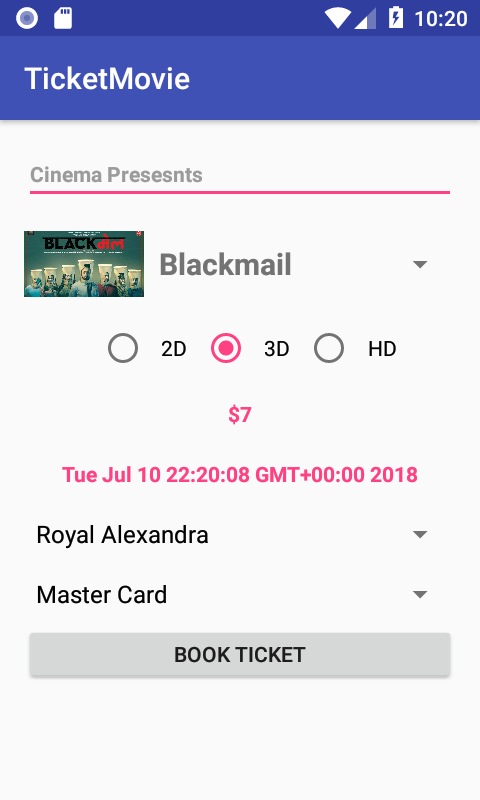 10:20
TicketMovie
Cinema Presesnts
BLACKमेल
Blackmail
2D 3D HD
$7
Tue Jul 10 22:20:08 GMT+00:00 2018
Royal Alexandra
Master Card
BOOK TICKET